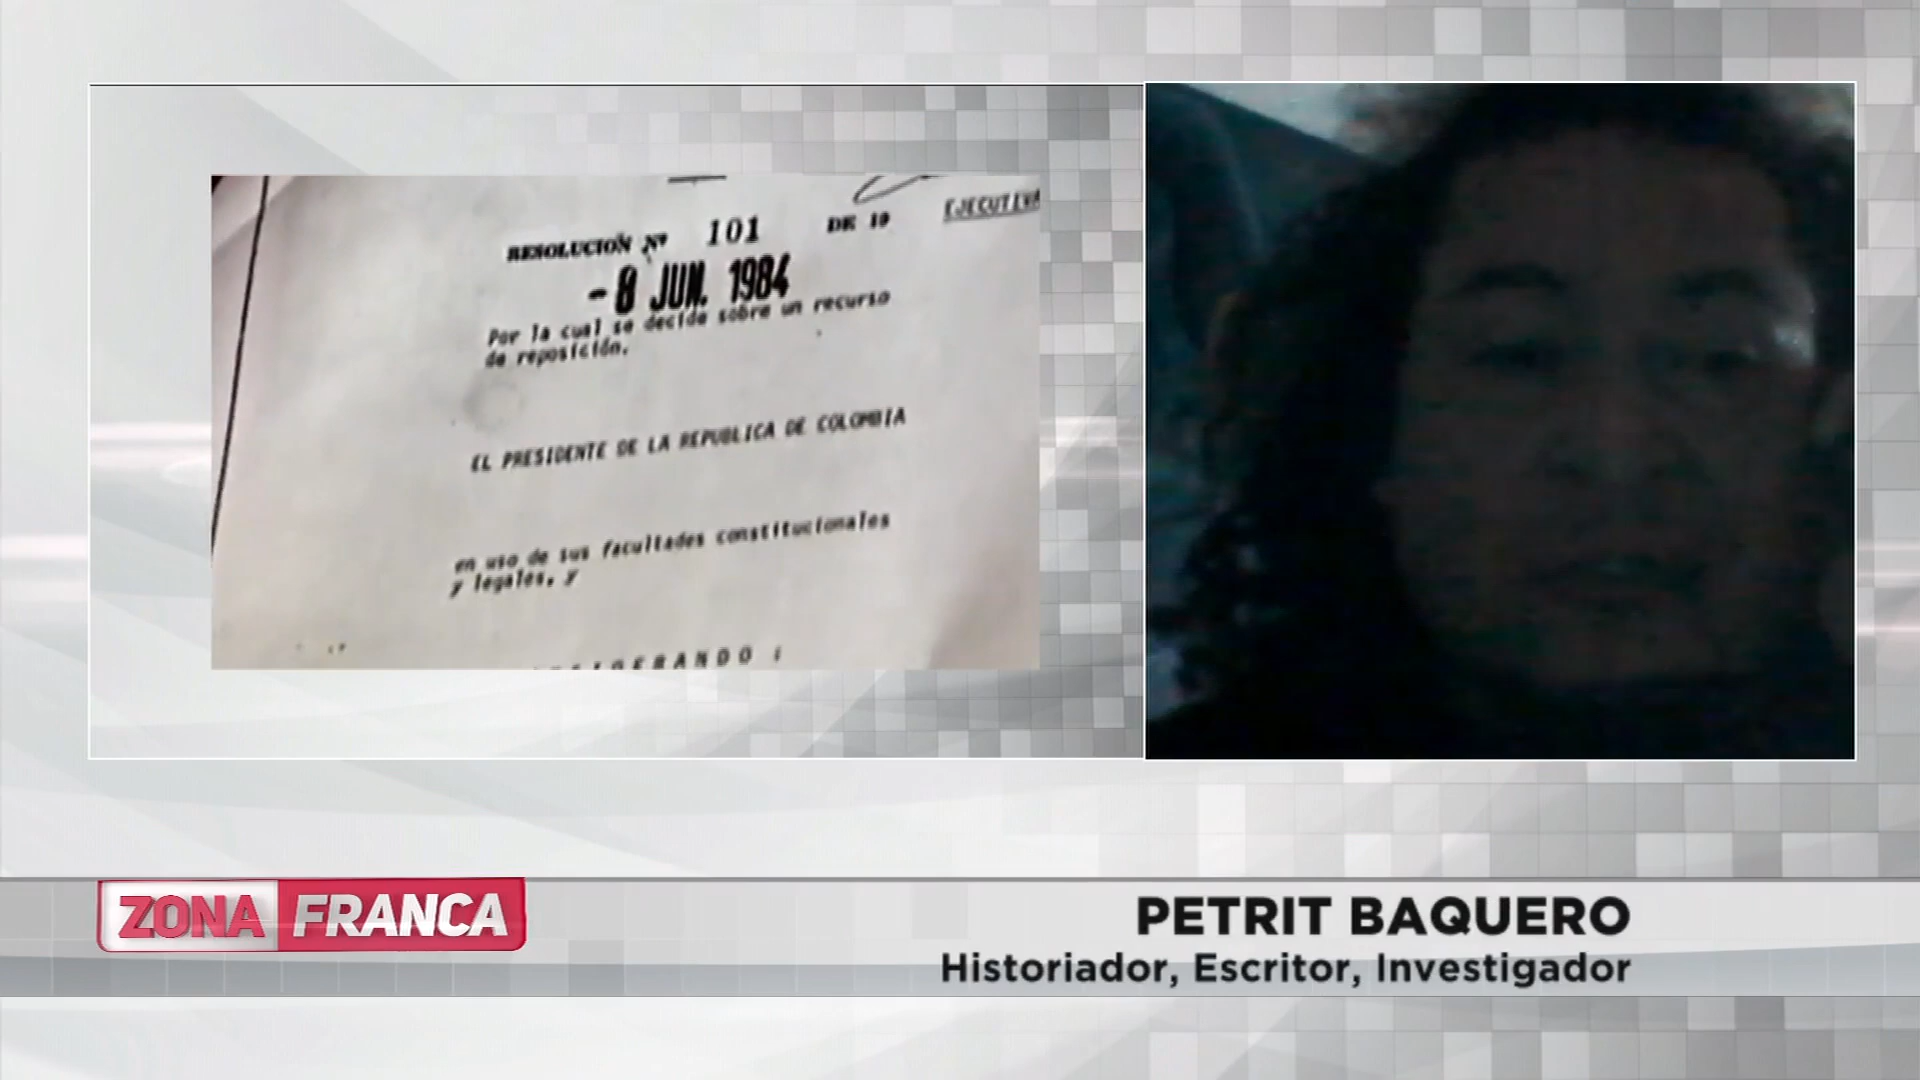 RESOLUCION Nº 101 DE 19 EJECUTIVA
- 8 JUN. 1984
Por la cual se decide sobre un recurso
de reposición.
EL PRESIDENTE DE LA REPUBLICA DE COLOMBIA
en uso de sus facultades constitucionales
y legales, y
ZONA FRANCA
PETRIT BAQUERO
Historiador, Escritor, Investigador